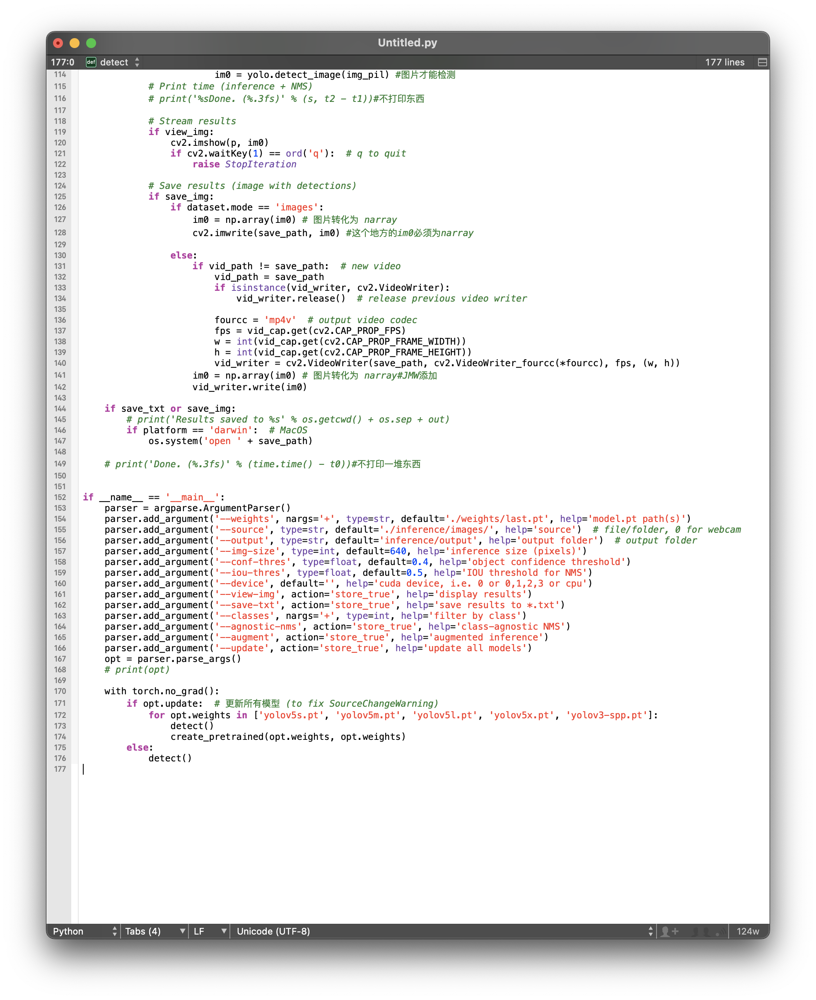 Untitled.py
177:0 def detect 177 lines
114 im0 = yolo.detect_image(img_pil) #图片才能检测
115 # Print time (inference + NMS)
116 # print('%sDone. (%.3fs)' % (s, t2 - t1))#不打印东西
117
118 # Stream results
119 if view_img:
120 cv2.imshow(p, im0)
121 if cv2.waitKey(1) == ord('q'):  # q to quit
122 raise StopIteration
123
124 # Save results (image with detections)
125 if save_img:
126 if dataset.mode == 'images':
127 im0 = np.array(im0) # 图片转化为 narray
128 cv2.imwrite(save_path, im0) #这个地方的im0必须为narray
129
130 else:
131 if vid_path != save_path:  # new video
132 vid_path = save_path
133 if isinstance(vid_writer, cv2.VideoWriter):
134 vid_writer.release()  # release previous video writer
135
136 fourcc = 'mp4v'  # output video codec
137 fps = vid_cap.get(cv2.CAP_PROP_FPS)
138 w = int(vid_cap.get(cv2.CAP_PROP_FRAME_WIDTH))
139 h = int(vid_cap.get(cv2.CAP_PROP_FRAME_HEIGHT))
140 vid_writer = cv2.VideoWriter(save_path, cv2.VideoWriter_fourcc(*fourcc), fps, (w, h))
141 im0 = np.array(im0) # 图片转化为 narray#JMW添加
142 vid_writer.write(im0)
143
144 if save_txt or save_img:
145 # print('Results saved to %s' % os.getcwd() + os.sep + out)
146 if platform == 'darwin':  # MacOS
147 os.system('open ' + save_path)
148
149 # print('Done. (%.3fs)' % (time.time() - t0))#不打印一堆东西
150
151
152 if __name__ == '__main__':
153 parser = argparse.ArgumentParser()
154 parser.add_argument('--weights', nargs='+', type=str, default='./weights/last.pt', help='model.pt path(s)')
155 parser.add_argument('--source', type=str, default='./inference/images/', help='source')  # file/folder, 0 for webcam
156 parser.add_argument('--output', type=str, default='inference/output', help='output folder')  # output folder
157 parser.add_argument('--img-size', type=int, default=640, help='inference size (pixels)')
158 parser.add_argument('--conf-thres', type=float, default=0.4, help='object confidence threshold')
159 parser.add_argument('--iou-thres', type=float, default=0.5, help='IOU threshold for NMS')
160 parser.add_argument('--device', default='', help='cuda device, i.e. 0 or 0,1,2,3 or cpu')
161 parser.add_argument('--view-img', action='store_true', help='display results')
162 parser.add_argument('--save-txt', action='store_true', help='save results to *.txt')
163 parser.add_argument('--classes', nargs='+', type=int, help='filter by class')
164 parser.add_argument('--agnostic-nms', action='store_true', help='class-agnostic NMS')
165 parser.add_argument('--augment', action='store_true', help='augmented inference')
166 parser.add_argument('--update', action='store_true', help='update all models')
167 opt = parser.parse_args()
168 # print(opt)
169
170 with torch.no_grad():
171 if opt.update:  # 更新所有模型 (to fix SourceChangeWarning)
172 for opt.weights in ['yolov5s.pt', 'yolov5m.pt', 'yolov5l.pt', 'yolov5x.pt', 'yolov3-spp.pt']:
173 detect()
174 create_pretrained(opt.weights, opt.weights)
175 else:
176 detect()
177
Python Tabs (4) LF Unicode (UTF-8) 124w